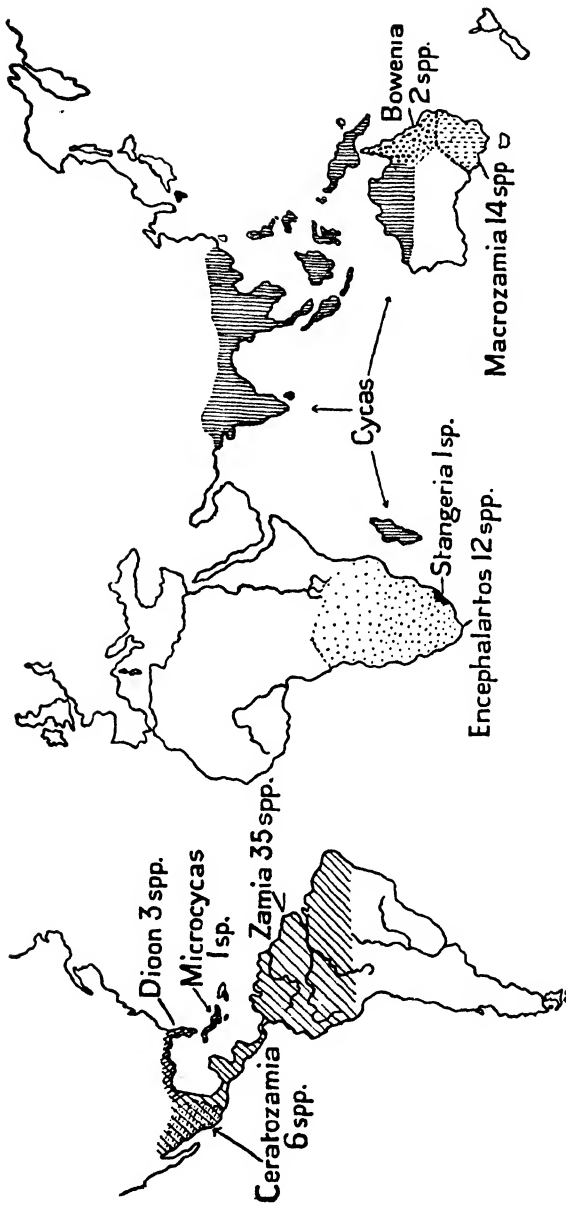 Dioon 3 spp.
Microcycas
1 sp.
Zamia 35 spp.
Ceratozamia
6 spp.
Cycas
Stangeria 1 sp.
Encephalartos 12 spp.
Bowenia
2 spp.
Macrozamia 14 spp